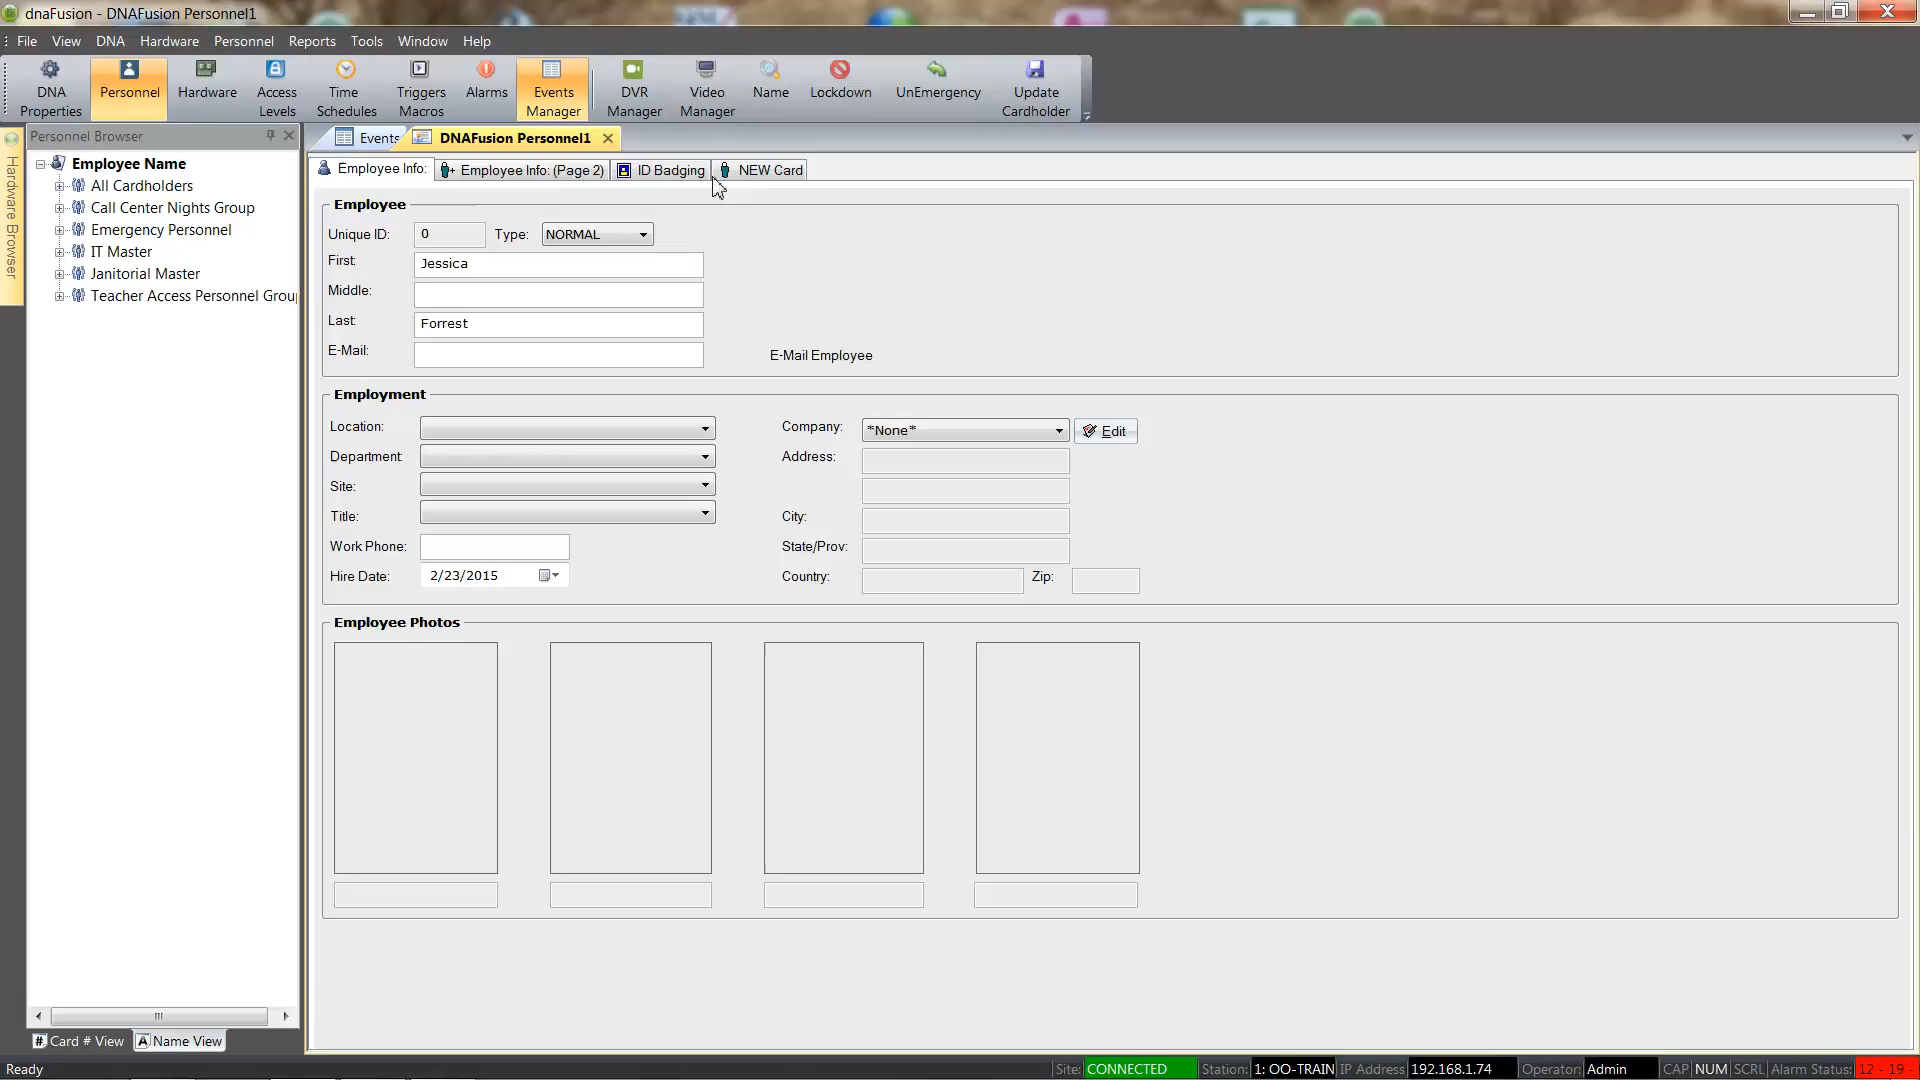 dnaFusion - DNAFusion Personnel1
File View DNA Hardware Personnel Reports Tools Window Help
DNA Properties Personnel Hardware Access Levels Time Schedules Triggers Macros Alarms Events Manager DVR Manager Video Manager Name Lockdown UnEmergency Update Cardholder
Hardware Browser
Personnel Browser
Events DNAFusion Personnel1
Employee Name
All Cardholders
Call Center Nights Group
Emergency Personnel
IT Master
Janitorial Master
Teacher Access Personnel Grou
Employee Info: Employee Info: (Page 2) ID Badging NEW Card
Employee
Unique ID: 0 Type: NORMAL
First: Jessica
Middle:
Last: Forrest
E-Mail: E-Mail Employee
Employment
Location: Company: *None* Edit
Department: Address:
Site:
Title: City:
Work Phone: State/Prov:
Hire Date: 2/23/2015 Country: Zip:
Employee Photos
# Card # View A Name View
Ready Site: CONNECTED Station: 1: OO-TRAIN IP Address 192.168.1.74 Operator: Admin CAP NUM SCRL Alarm Status: 12 - 19 -